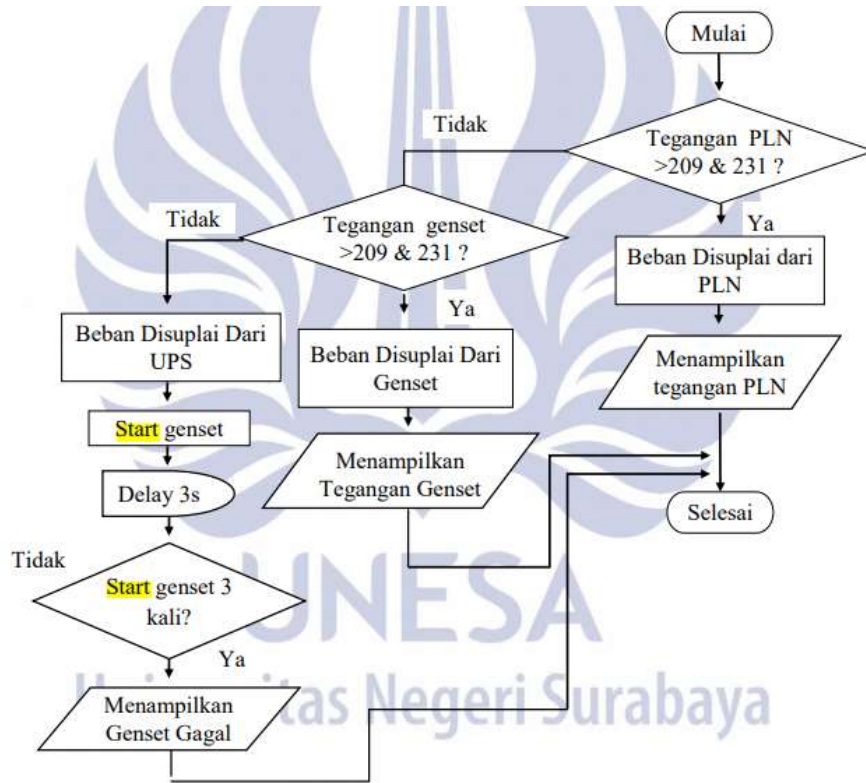 Mulai
Tidak
Tegangan PLN
>209 & 231 ?
Tidak
Tegangan genset
>209 & 231 ?
Ya
Beban Disuplai dari
PLN
Ya
Beban Disuplai Dari
UPS
Beban Disuplai Dari
Genset
Menampilkan
tegangan PLN
Start genset
Menampilkan
Tegangan Genset
Delay 3s
Selesai
Tidak
Start genset 3
kali?
Ya
UNESA
Universitas Negeri Surabaya
Menampilkan
Genset Gagal